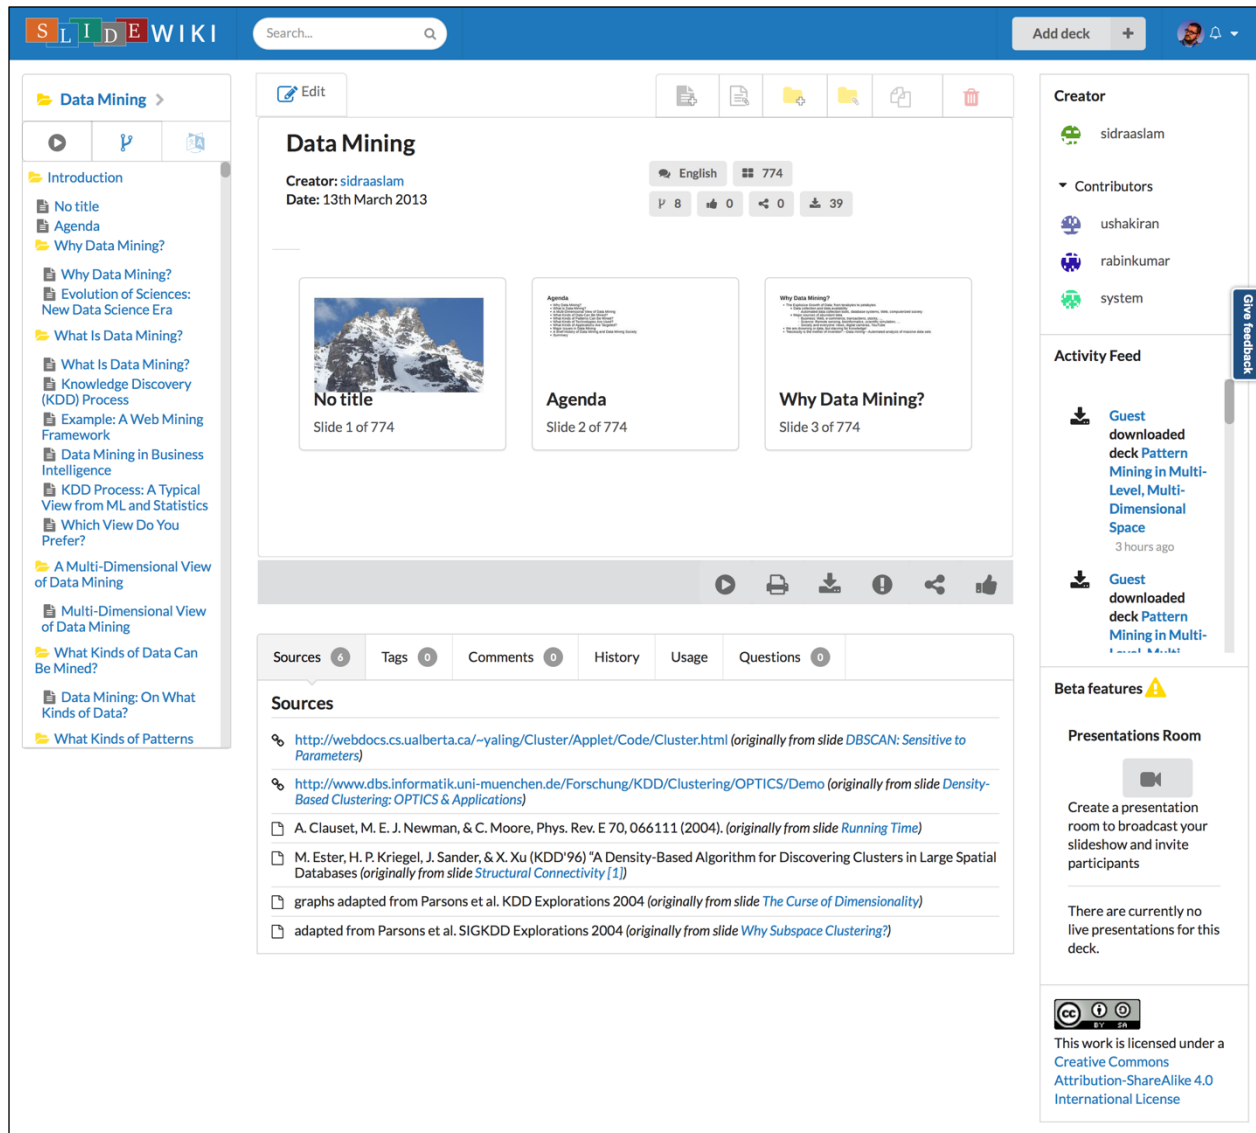 SLIDEWIKI
Search...
Add deck
Data Mining
Introduction
No title
Agenda
Why Data Mining?
Why Data Mining?
Evolution of Sciences:
New Data Science Era
What Is Data Mining?
What Is Data Mining?
Knowledge Discovery
(KDD) Process
Example: A Web Mining
Framework
Data Mining in Business
Intelligence
KDD Process: A Typical
View from ML and Statistics
Which View Do You
Prefer?
A Multi-Dimensional View
of Data Mining
Multi-Dimensional View
of Data Mining
What Kinds of Data Can
Be Mined?
Data Mining: On What
Kinds of Data?
What Kinds of Patterns
Edit
Data Mining
Creator: sidraaslam
Date: 13th March 2013
English 774
8 0 0 39
No title
Slide 1 of 774
Agenda
Agenda
Slide 2 of 774
Why Data Mining?
Why Data Mining?
Slide 3 of 774
Sources 6 Tags 0 Comments 0 History Usage Questions 0
Sources
http://webdocs.cs.ualberta.ca/~yaling/Cluster/Applet/Code/Cluster.html (originally from slide DBSCAN: Sensitive to
Parameters)
http://www.dbs.informatik.uni-muenchen.de/Forschung/KDD/Clustering/OPTICS/Demo (originally from slide Density-
Based Clustering: OPTICS & Applications)
A. Clauset, M. E. J. Newman, & C. Moore, Phys. Rev. E 70, 066111 (2004). (originally from slide Running Time)
M. Ester, H. P. Kriegel, J. Sander, & X. Xu (KDD'96) “A Density-Based Algorithm for Discovering Clusters in Large Spatial
Databases (originally from slide Structural Connectivity [1])
graphs adapted from Parsons et al. KDD Explorations 2004 (originally from slide The Curse of Dimensionality)
adapted from Parsons et al. SIGKDD Explorations 2004 (originally from slide Why Subspace Clustering?)
Creator
sidraaslam
Contributors
ushakiran
rabinkumar
system
Give feedback
Activity Feed
Guest
downloaded
deck Pattern
Mining in Multi-
Level, Multi-
Dimensional
Space
3 hours ago
Guest
downloaded
deck Pattern
Mining in Multi-
Level, Multi-
Beta features
Presentations Room
Create a presentation
room to broadcast your
slideshow and invite
participants
There are currently no
live presentations for this
deck.
cc BY SA
This work is licensed under a
Creative Commons
Attribution-ShareAlike 4.0
International License